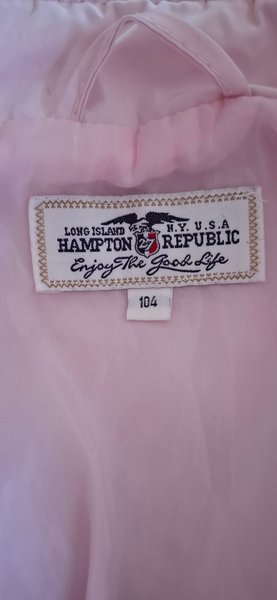 LONG ISLAND N.Y. U.S.A
HAMPTON 27 REPUBLIC
Enjoy The Good Life
104